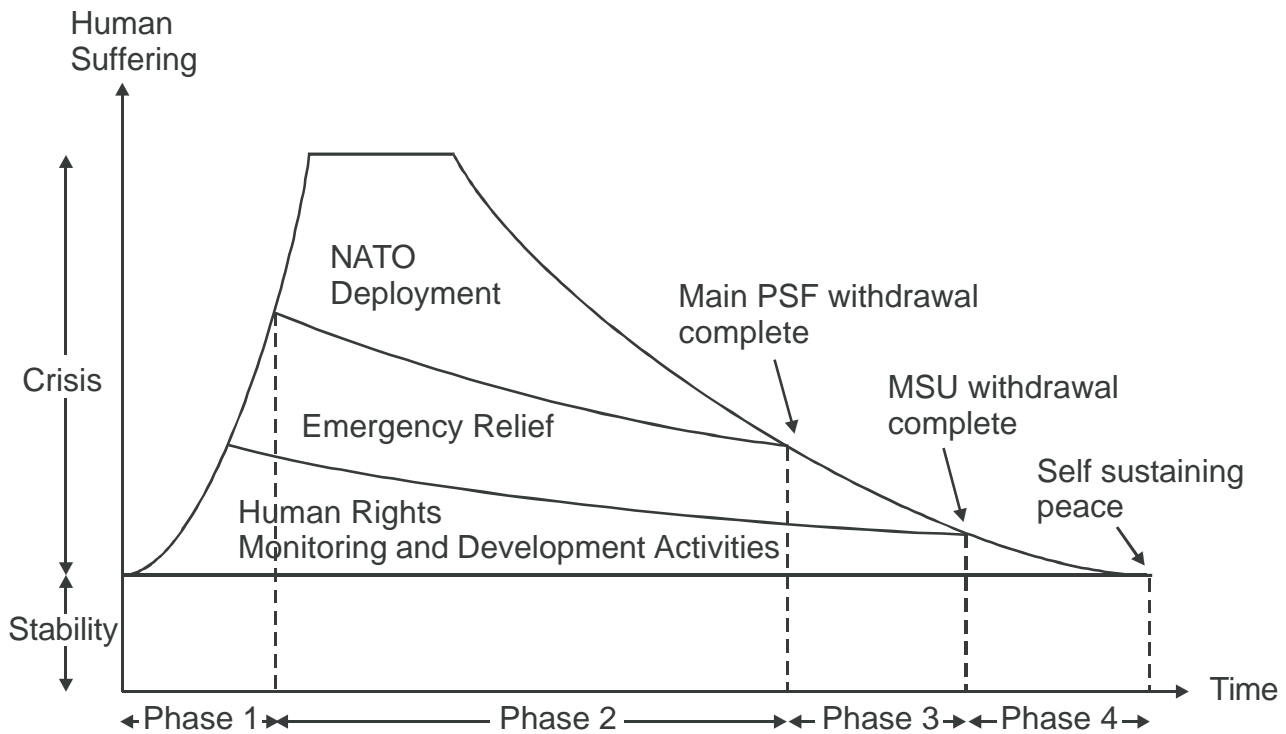 Human
Suffering
NATO
Deployment
Main PSF withdrawal
complete
Crisis
MSU withdrawal
complete
Emergency Relief
Self sustaining
peace
Human Rights
Monitoring and Development Activities
Stability
Time
Phase 1
Phase 2
Phase 3
Phase 4